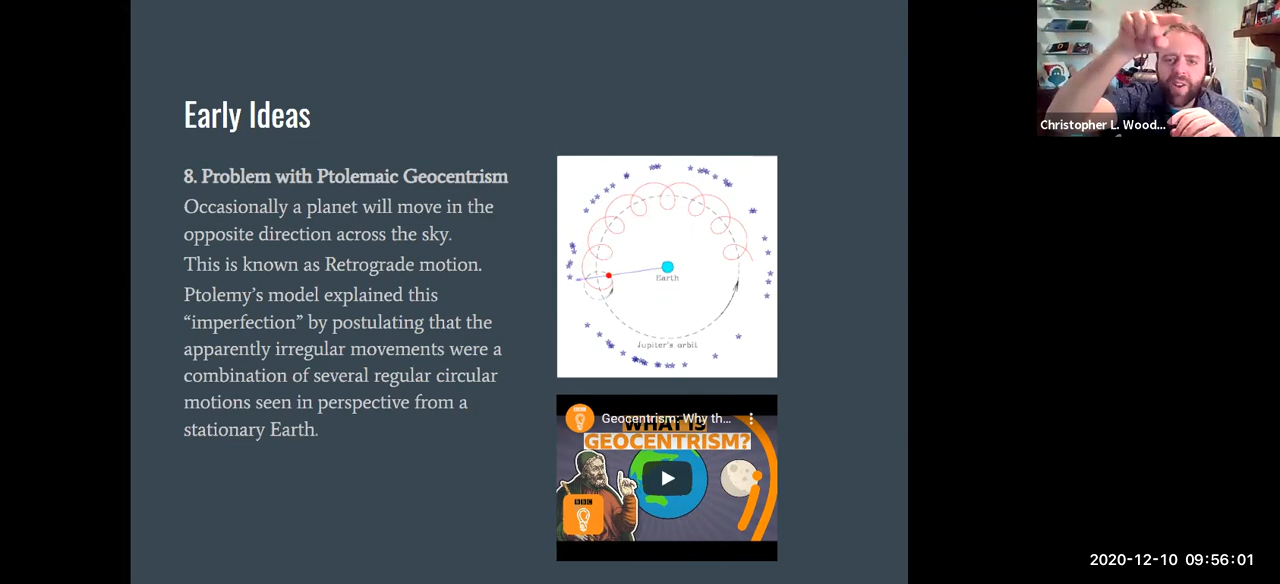 Early Ideas
8. Problem with Ptolemaic Geocentrism
Occasionally a planet will move in the
opposite direction across the sky.
This is known as Retrograde motion.
Ptolemy's model explained this
“imperfection” by postulating that the
apparently irregular movements were a
combination of several regular circular
motions seen in perspective from a
stationary Earth.
Earth
Jupiter's orbit
Geocentrism: Why th...
WHAT IS
GEOCENTRISM?
BBC
Christopher L. Wood...
2020-12-10 09:56:01